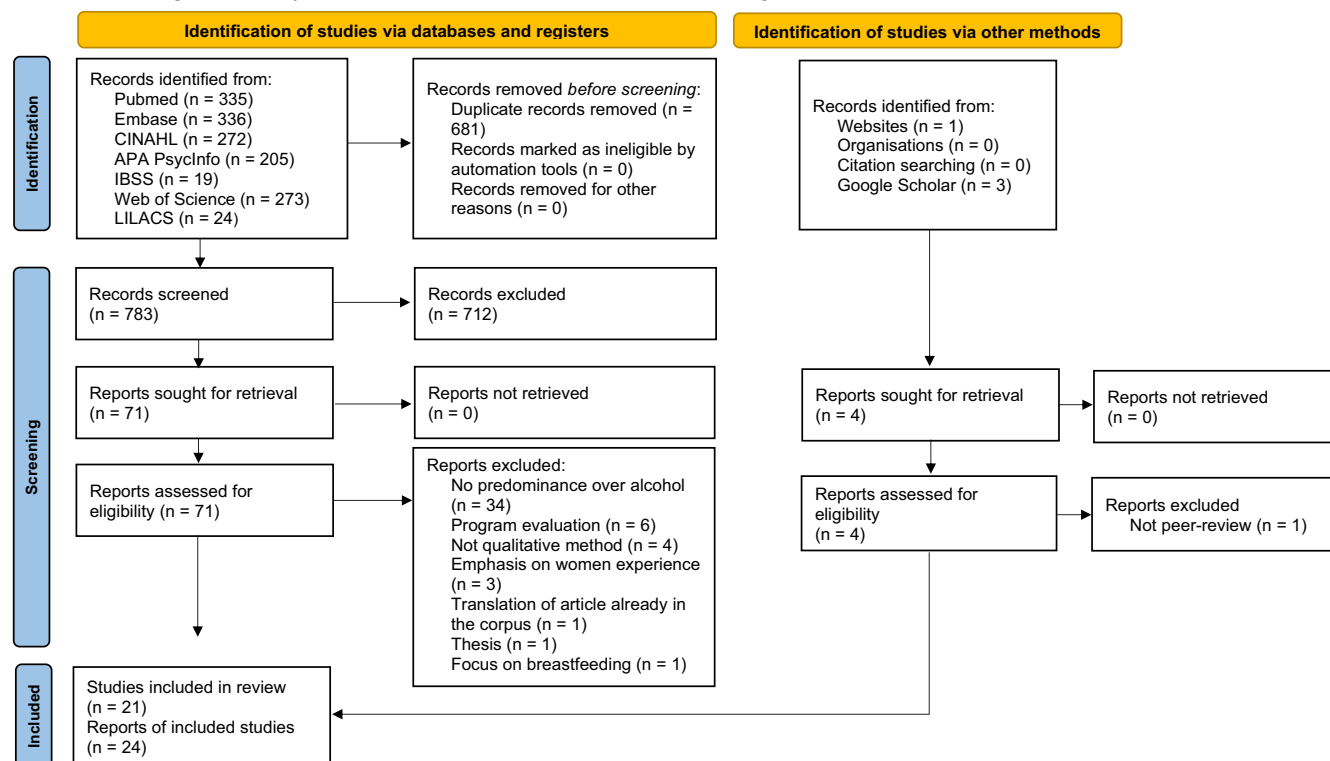 Identification of studies via databases and registers
Identification of studies via other methods
Identification
Records identified from:
Pubmed (n = 335)
Embase (n = 336)
CINAHL (n = 272)
APA PsycInfo (n = 205)
IBSS (n = 19)
Web of Science (n = 273)
LILACS (n = 24)
Records removed before screening:
Duplicate records removed (n =
681)
Records marked as ineligible by
automation tools (n = 0)
Records removed for other
reasons (n = 0)
Records identified from:
Websites (n = 1)
Organisations (n = 0)
Citation searching (n = 0)
Google Scholar (n = 3)
Screening
Records screened
(n = 783)
Records excluded
(n = 712)
Reports sought for retrieval
(n = 71)
Reports not retrieved
(n = 0)
Reports sought for retrieval
(n = 4)
Reports not retrieved
(n = 0)
Reports assessed for
eligibility (n = 71)
Reports excluded:
No predominance over alcohol
(n = 34)
Program evaluation (n = 6)
Not qualitative method (n = 4)
Emphasis on women experience
(n = 3)
Translation of article already in
the corpus (n = 1)
Thesis (n = 1)
Focus on breastfeeding (n = 1)
Reports assessed for
eligibility
(n = 4)
Reports excluded
Not peer-review (n = 1)
Included
Studies included in review
(n = 21)
Reports of included studies
(n = 24)